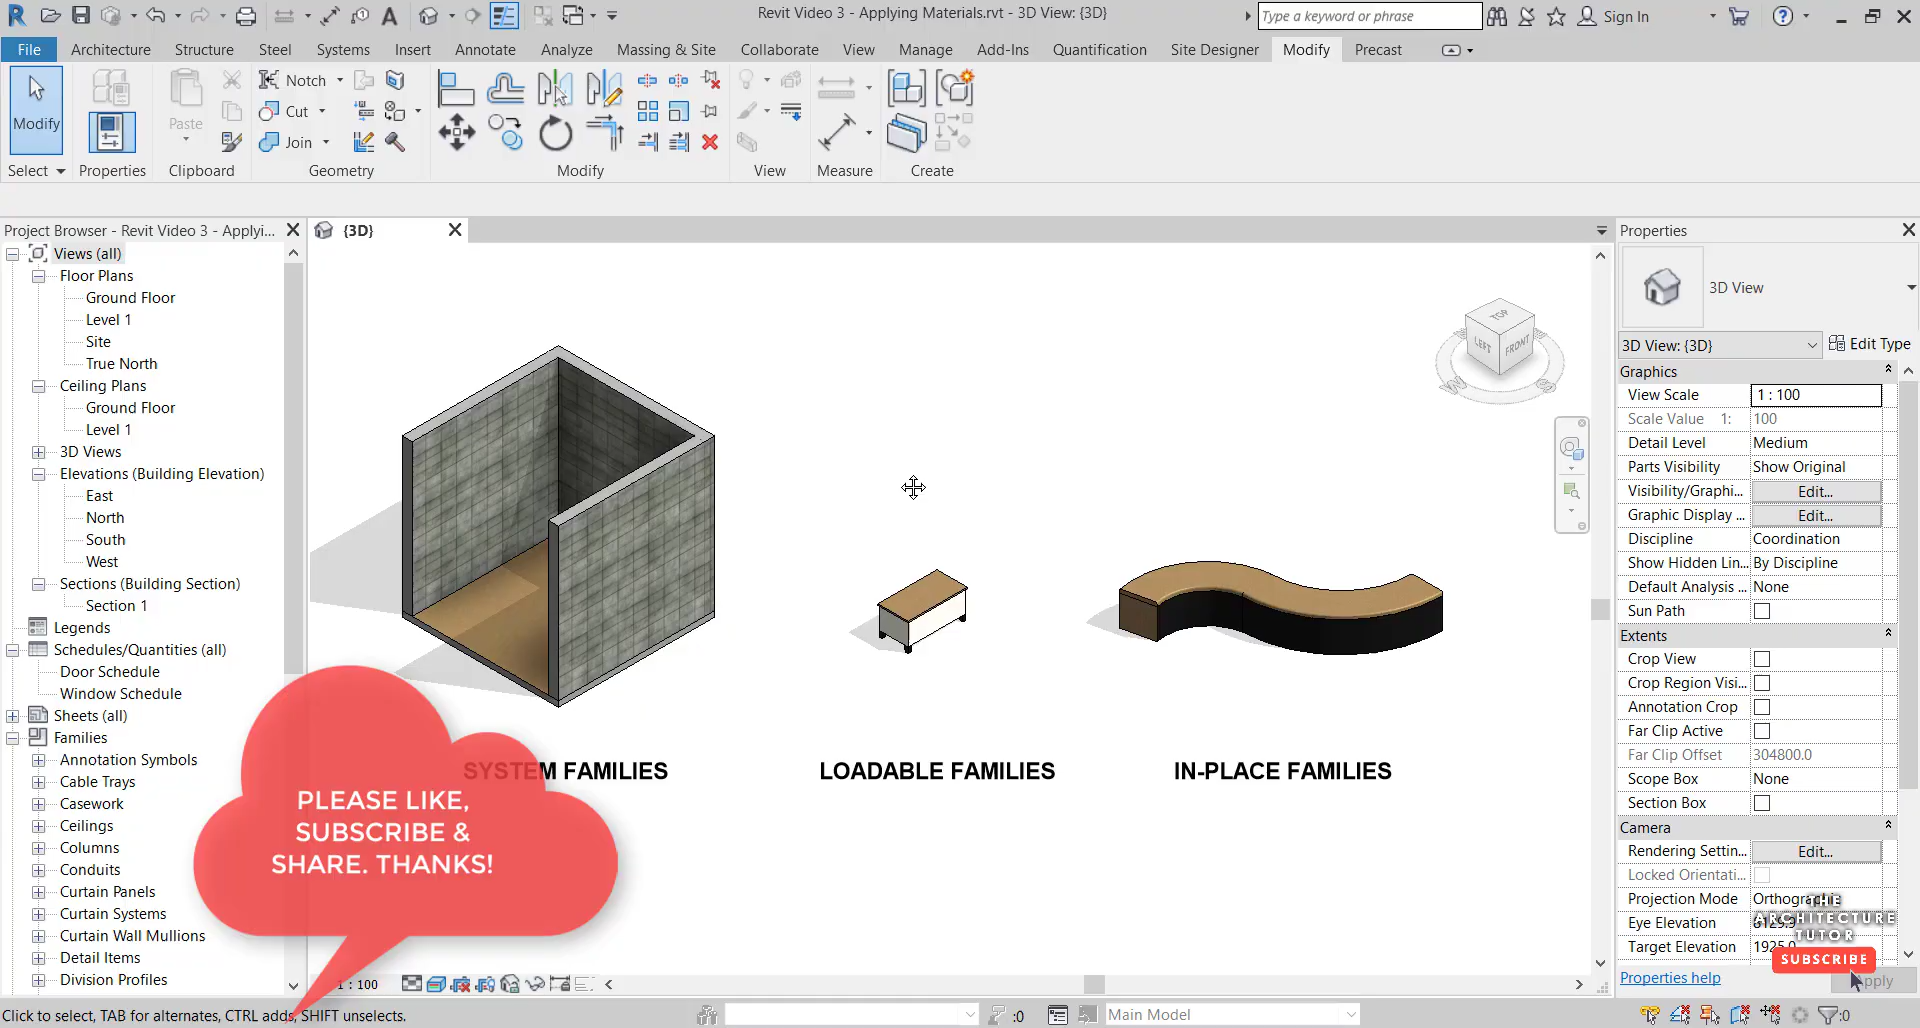 Revit Video 3 - Applying Materials.rvt - 3D View: {3D}
Type a keyword or phrase
Sign In
File
Architecture
Structure
Steel
Systems
Insert
Annotate
Analyze
Massing & Site
Collaborate
View
Manage
Add-Ins
Quantification
Site Designer
Modify
Precast
Modify
Paste
Notch
Cut
Join
Select
Properties
Clipboard
Geometry
Modify
View
Measure
Create
Project Browser - Revit Video 3 - Applyi...
Views (all)
Floor Plans
Ground Floor
Level 1
Site
True North
Ceiling Plans
Ground Floor
Level 1
3D Views
Elevations (Building Elevation)
East
North
South
West
Sections (Building Section)
Section 1
Legends
Schedules/Quantities (all)
Door Schedule
Window Schedule
Sheets (all)
Families
Annotation Symbols
Cable Trays
Casework
Ceilings
Columns
Conduits
Curtain Panels
Curtain Systems
Curtain Wall Mullions
Detail Items
Division Profiles
{3D}
TOP
LEFT
FRONT
SYSTEM FAMILIES
LOADABLE FAMILIES
IN-PLACE FAMILIES
PLEASE LIKE,
SUBSCRIBE &
SHARE. THANKS!
1 : 100
Properties
3D View
3D View: {3D}
Edit Type
Graphics
View Scale 1 : 100
Scale Value 1: 100
Detail Level Medium
Parts Visibility Show Original
Visibility/Graphi... Edit...
Graphic Display ... Edit...
Discipline Coordination
Show Hidden Lin... By Discipline
Default Analysis ... None
Sun Path
Extents
Crop View
Crop Region Visi...
Annotation Crop
Far Clip Active
Far Clip Offset 304800.0
Scope Box None
Section Box
Camera
Rendering Settin... Edit...
Locked Orientati...
Projection Mode Orthographic
Eye Elevation
Target Elevation
THE
ARCHITECTURE
TUTOR
SUBSCRIBE
Properties help
Apply
Click to select, TAB for alternates, CTRL adds, SHIFT unselects.
:0
Main Model
:0